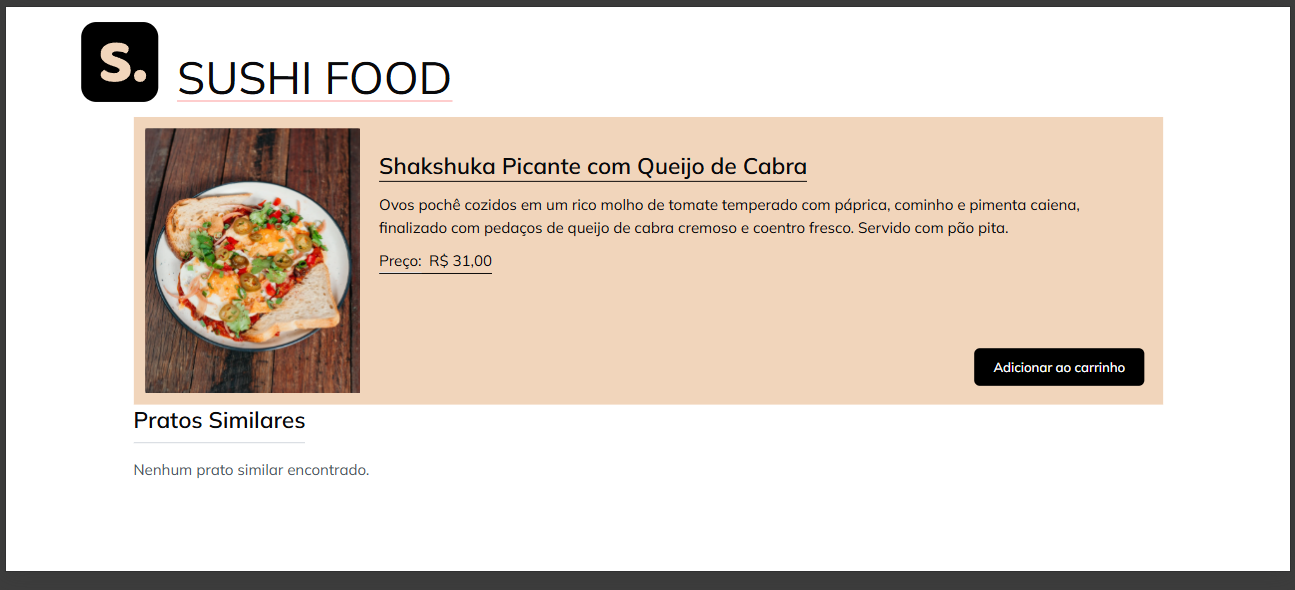 S.
SUSHI FOOD
Shakshuka Picante com Queijo de Cabra
Ovos pochê cozidos em um rico molho de tomate temperado com páprica, cominho e pimenta caiena,
finalizado com pedaços de queijo de cabra cremoso e coentro fresco. Servido com pão pita.
Preço: R$ 31,00
Adicionar ao carrinho
Pratos Similares
Nenhum prato similar encontrado.